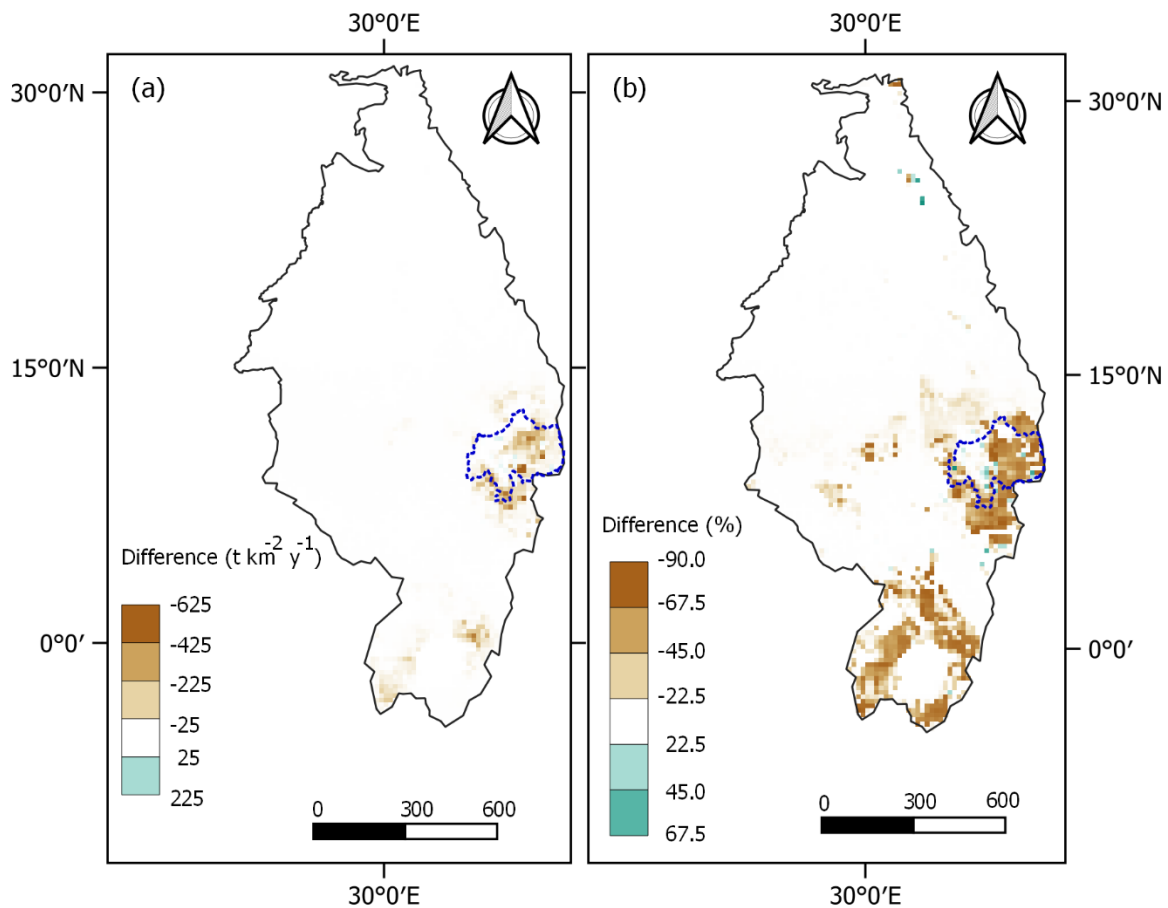 30°0′E
30°0′E
(a)
(b)
30°0′N
30°0′N
15°0′N
15°0′N
0°0′
0°0′
Difference (t km⁻² y⁻¹)
-625
-425
-225
-25
25
225
Difference (%)
-90.0
-67.5
-45.0
-22.5
22.5
45.0
67.5
0 300 600
0 300 600
30°0′E
30°0′E